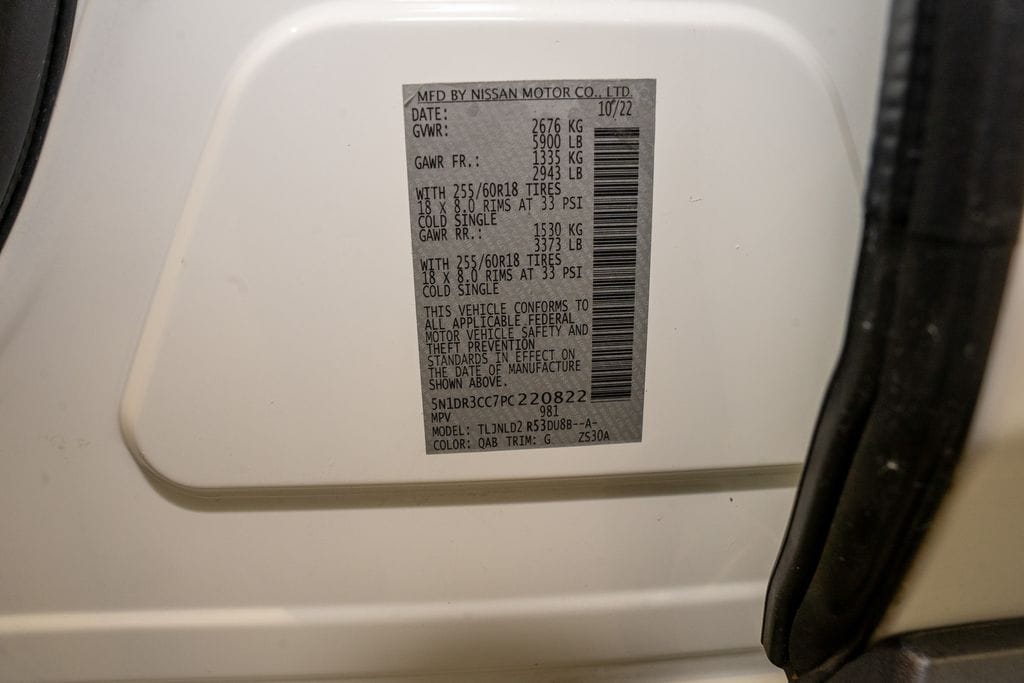 MFD BY NISSAN MOTOR CO., LTD.
DATE: 10/22
GVWR: 2676 KG
5900 LB
GAWR FR.: 1335 KG
2943 LB
WITH 255/60R18 TIRES
18 X 8.0 RIMS AT 33 PSI
COLD SINGLE
GAWR RR.: 1530 KG
3373 LB
WITH 255/60R18 TIRES
18 X 8.0 RIMS AT 33 PSI
COLD SINGLE
THIS VEHICLE CONFORMS TO
ALL APPLICABLE FEDERAL
MOTOR VEHICLE SAFETY AND
THEFT PREVENTION
STANDARDS IN EFFECT ON
THE DATE OF MANUFACTURE
SHOWN ABOVE.
5N1DR3CC7PC220822
MPV 981
MODEL: TLJNLD2 R53DU8B--A-
COLOR: QAB TRIM: G ZS30A